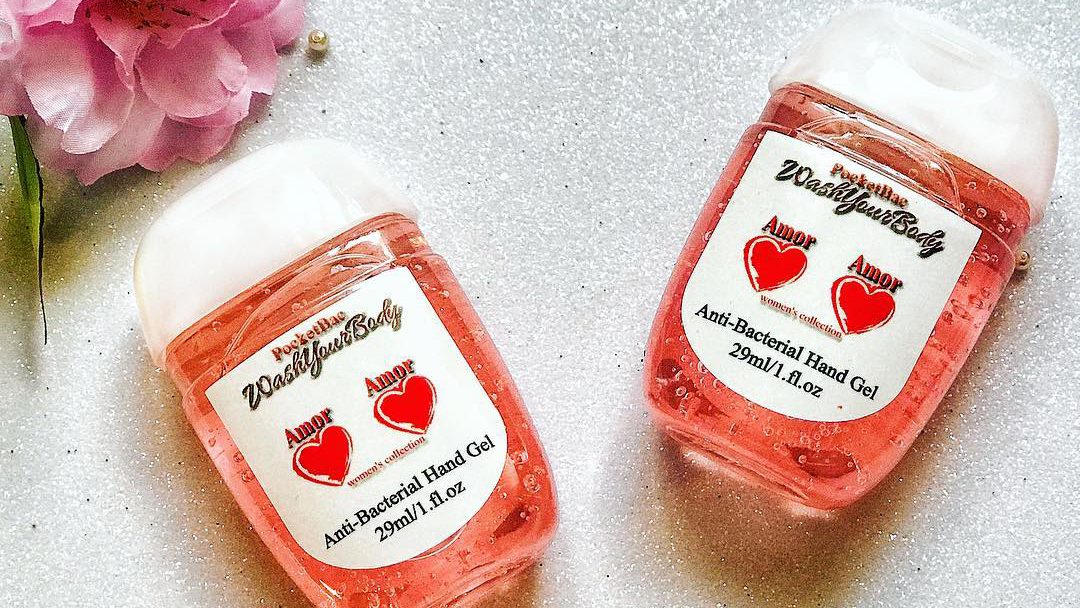 PocketBac
WashYourBody
Amor
Amor
women's collection
Anti-Bacterial Hand Gel
29ml/1.fl.oz
PocketBac
WashYourBody
Amor
Amor
women's collection
Anti-Bacterial Hand Gel
29ml/1.fl.oz